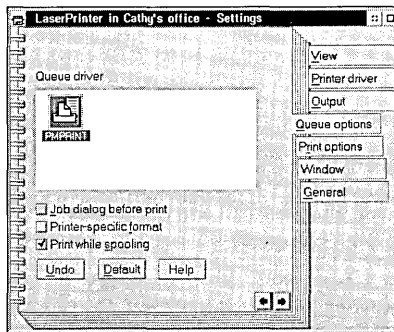 LaserPrinter in Cathy's office - Settings
View
Queue driver
Printer driver
Output
Queue options
PMPRINT
Print options
Window
General
Job dialog before print
Printer-specific format
Print while spooling
Undo
Default
Help